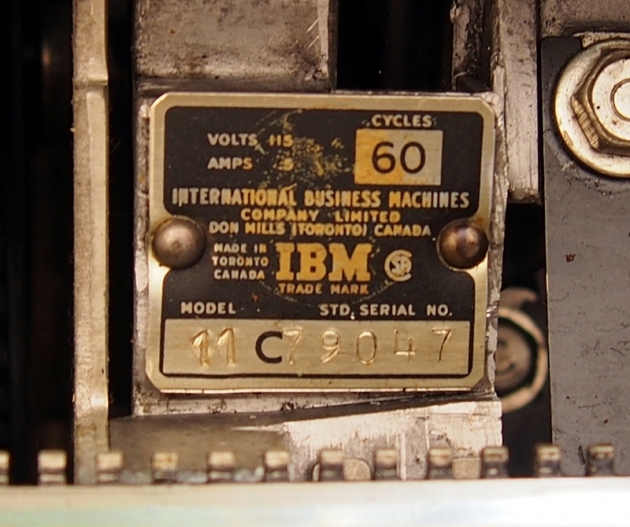 CYCLES
VOLTS 115
AMPS .5 60
INTERNATIONAL BUSINESS MACHINES
COMPANY LIMITED
DON MILLS (TORONTO) CANADA
MADE IN
TORONTO
CANADA
IBM
TRADE MARK
MODEL STD. SERIAL NO.
11 C79047